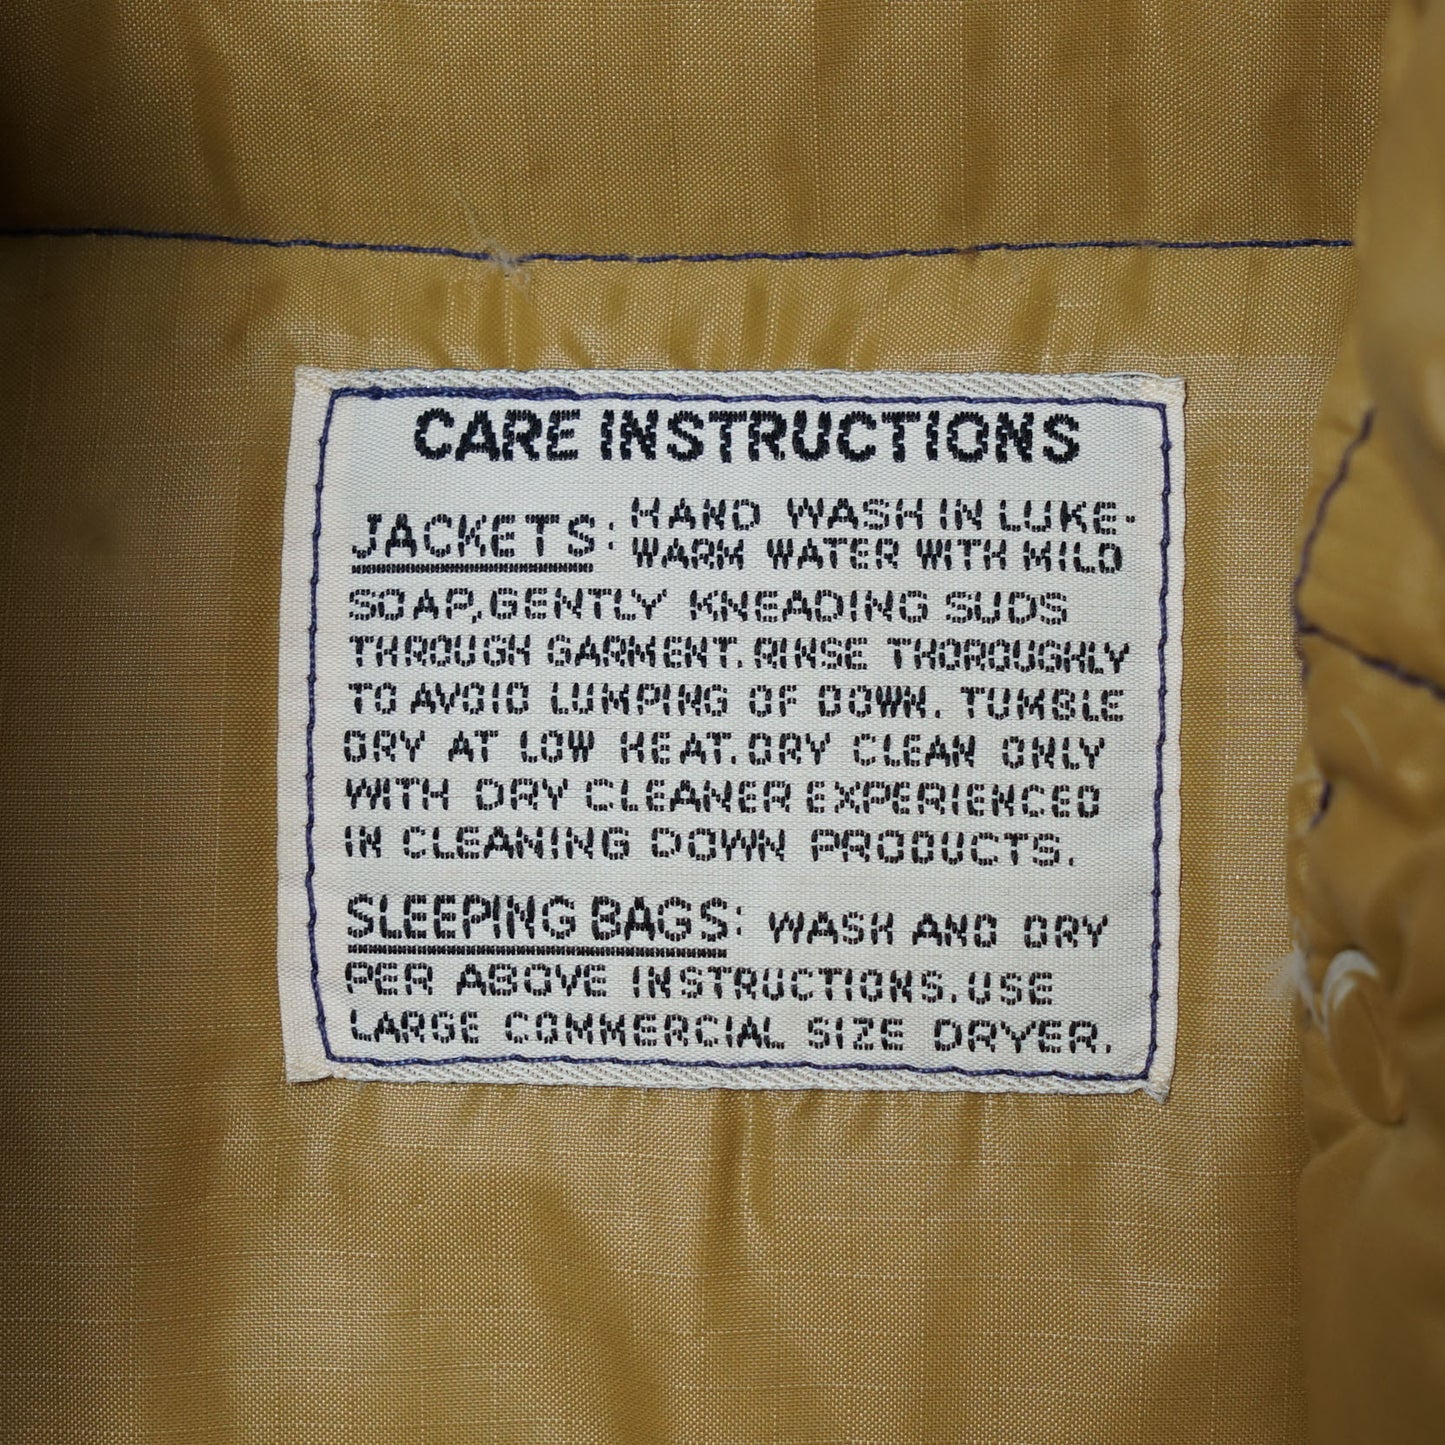 CARE INSTRUCTIONS
JACKETS: HAND WASH IN LUKE-
WARM WATER WITH MILD
SOAP, GENTLY KNEADING SUDS
THROUGH GARMENT. RINSE THOROUGHLY
TO AVOID LUMPING OF DOWN. TUMBLE
DRY AT LOW HEAT. DRY CLEAN ONLY
WITH DRY CLEANER EXPERIENCED
IN CLEANING DOWN PRODUCTS.
SLEEPING BAGS: WASH AND DRY
PER ABOVE INSTRUCTIONS. USE
LARGE COMMERCIAL SIZE DRYER.